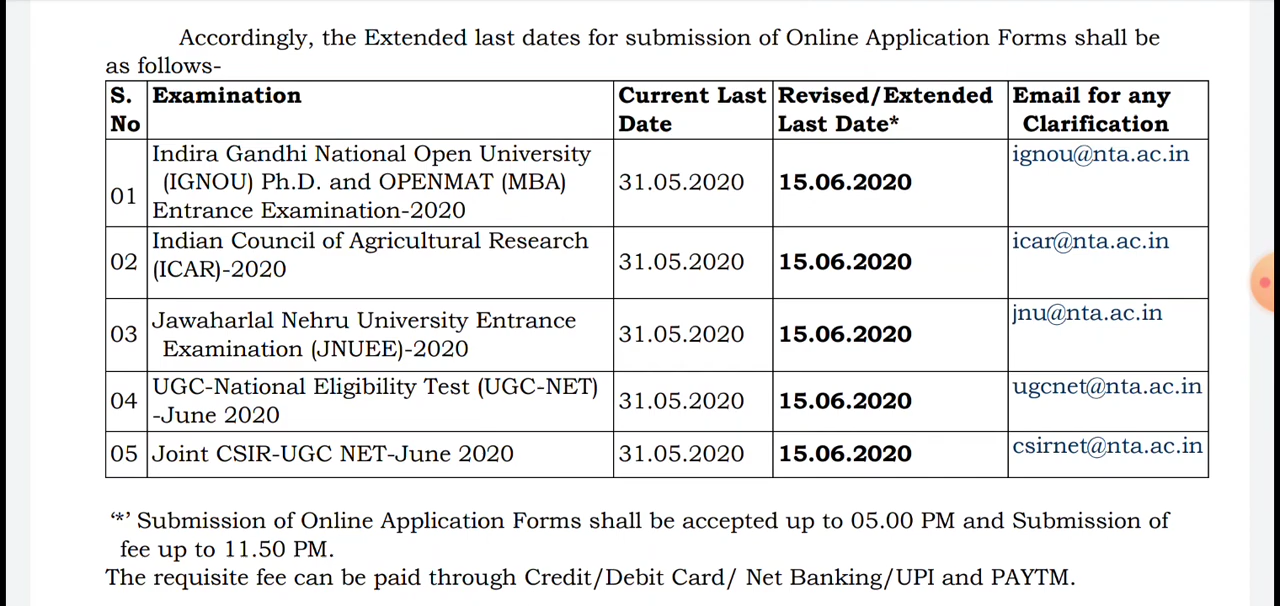 Accordingly, the Extended last dates for submission of Online Application Forms shall be
as follows-
S. No Examination Current Last Date Revised/Extended Last Date* Email for any Clarification
01 Indira Gandhi National Open University (IGNOU) Ph.D. and OPENMAT (MBA) Entrance Examination-2020 31.05.2020 15.06.2020 ignou@nta.ac.in
02 Indian Council of Agricultural Research (ICAR)-2020 31.05.2020 15.06.2020 icar@nta.ac.in
03 Jawaharlal Nehru University Entrance Examination (JNUEE)-2020 31.05.2020 15.06.2020 jnu@nta.ac.in
04 UGC-National Eligibility Test (UGC-NET) -June 2020 31.05.2020 15.06.2020 ugcnet@nta.ac.in
05 Joint CSIR-UGC NET-June 2020 31.05.2020 15.06.2020 csirnet@nta.ac.in
‘*’ Submission of Online Application Forms shall be accepted up to 05.00 PM and Submission of
fee up to 11.50 PM.
The requisite fee can be paid through Credit/Debit Card/ Net Banking/UPI and PAYTM.